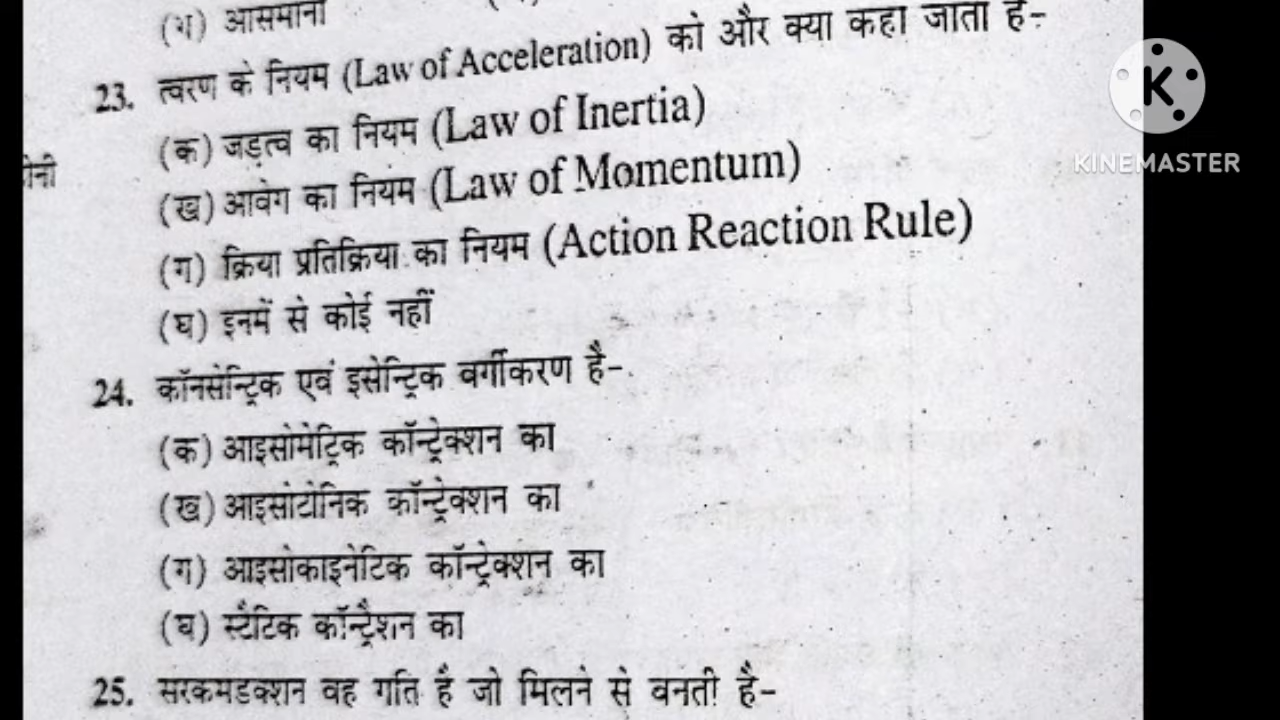 (ग) आसमानी
23. त्वरण के नियम (Law of Acceleration) को और क्या कहा जाता है-
(क) जड़त्व का नियम (Law of Inertia)
(ख) आवेग का नियम (Law of Momentum)
(ग) क्रिया प्रतिक्रिया का नियम (Action Reaction Rule)
(घ) इनमें से कोई नहीं
24. कॉनसेन्ट्रिक एवं इसेन्ट्रिक वर्गीकरण है-
(क) आइसोमेट्रिक कॉन्ट्रेक्शन का
(ख) आइसोटोनिक कॉन्ट्रेक्शन का
(ग) आइसोकाइनेटिक कॉन्ट्रेक्शन का
(घ) स्टैटिक कॉन्ट्रैशन का
25. सरकमडक्शन वह गति है जो मिलने से बनती है-
KINEMASTER